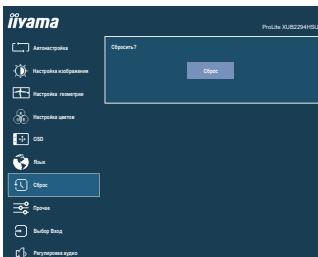 iiyama
ProLite XUB2294HSU
Автонастройка
Сбросить?
Настройка изображения
Сброс
Настройка геометрии
Настройка цветов
OSD
Язык
Сброс
Прочее
Выбор Вход
Регулировка аудио